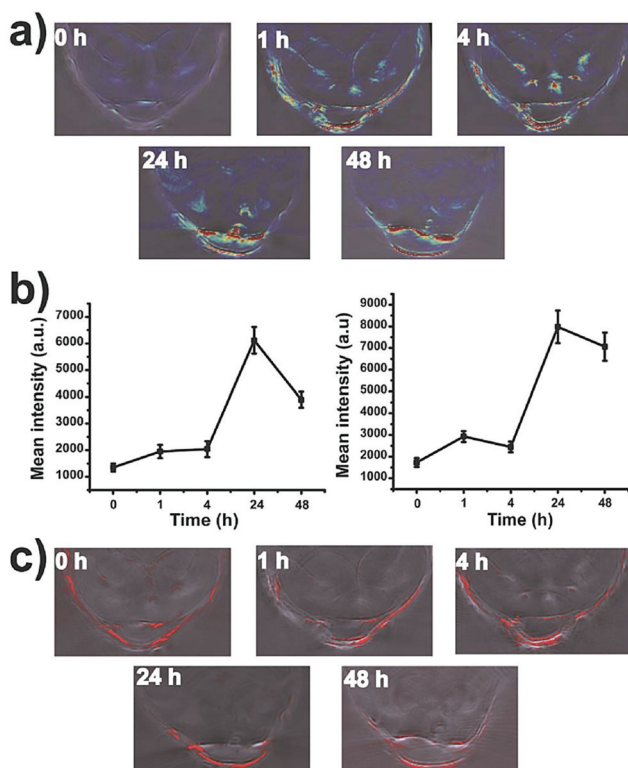 a)
0 h
1 h
4 h
24 h
48 h
b)
Mean intensity (a.u.)
7000
6000
5000
4000
3000
2000
1000
0
1
4
24
48
Time (h)
Mean intensity (a.u)
9000
8000
7000
6000
5000
4000
3000
2000
1000
0
1
4
24
48
Time (h)
c)
0 h
1 h
4 h
24 h
48 h